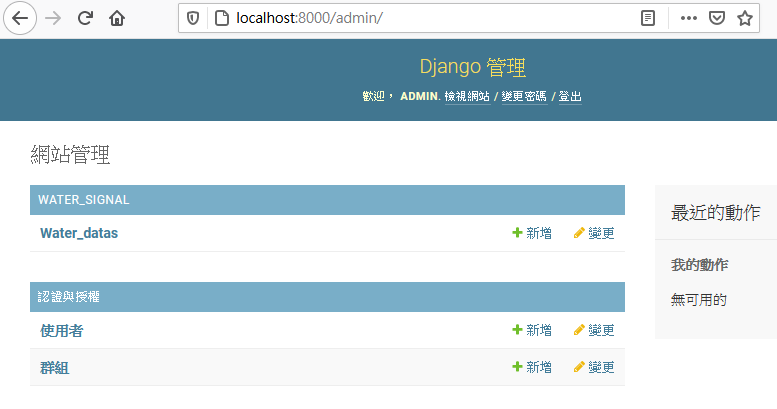 localhost:8000/admin/
Django 管理
歡迎， ADMIN. 檢視網站 / 變更密碼 / 登出
網站管理
WATER_SIGNAL
Water_datas 新增 變更
認證與授權
使用者 新增 變更
群組 新增 變更
最近的動作
我的動作
無可用的